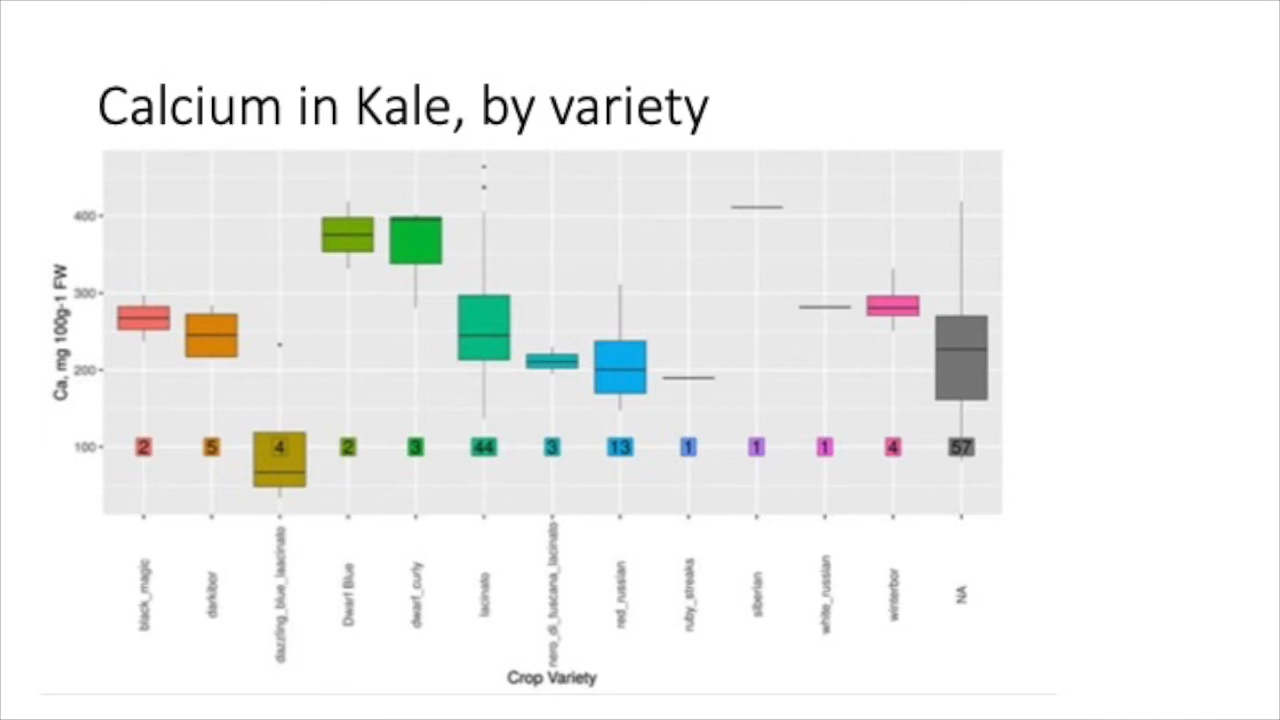 Calcium in Kale, by variety
Ca, mg 100g-1 FW
400
300
200
100
2 5 4 2 3 44 3 13 1 1 1 4 57
black_magic
darkibor
dazzling_blue_laacinato
Dwarf Blue
dwarf_curly
lacinato
nero_di_tuscana_lacinato
red_russian
ruby_streaks
siberian
white_russian
winterbor
NA
Crop Variety